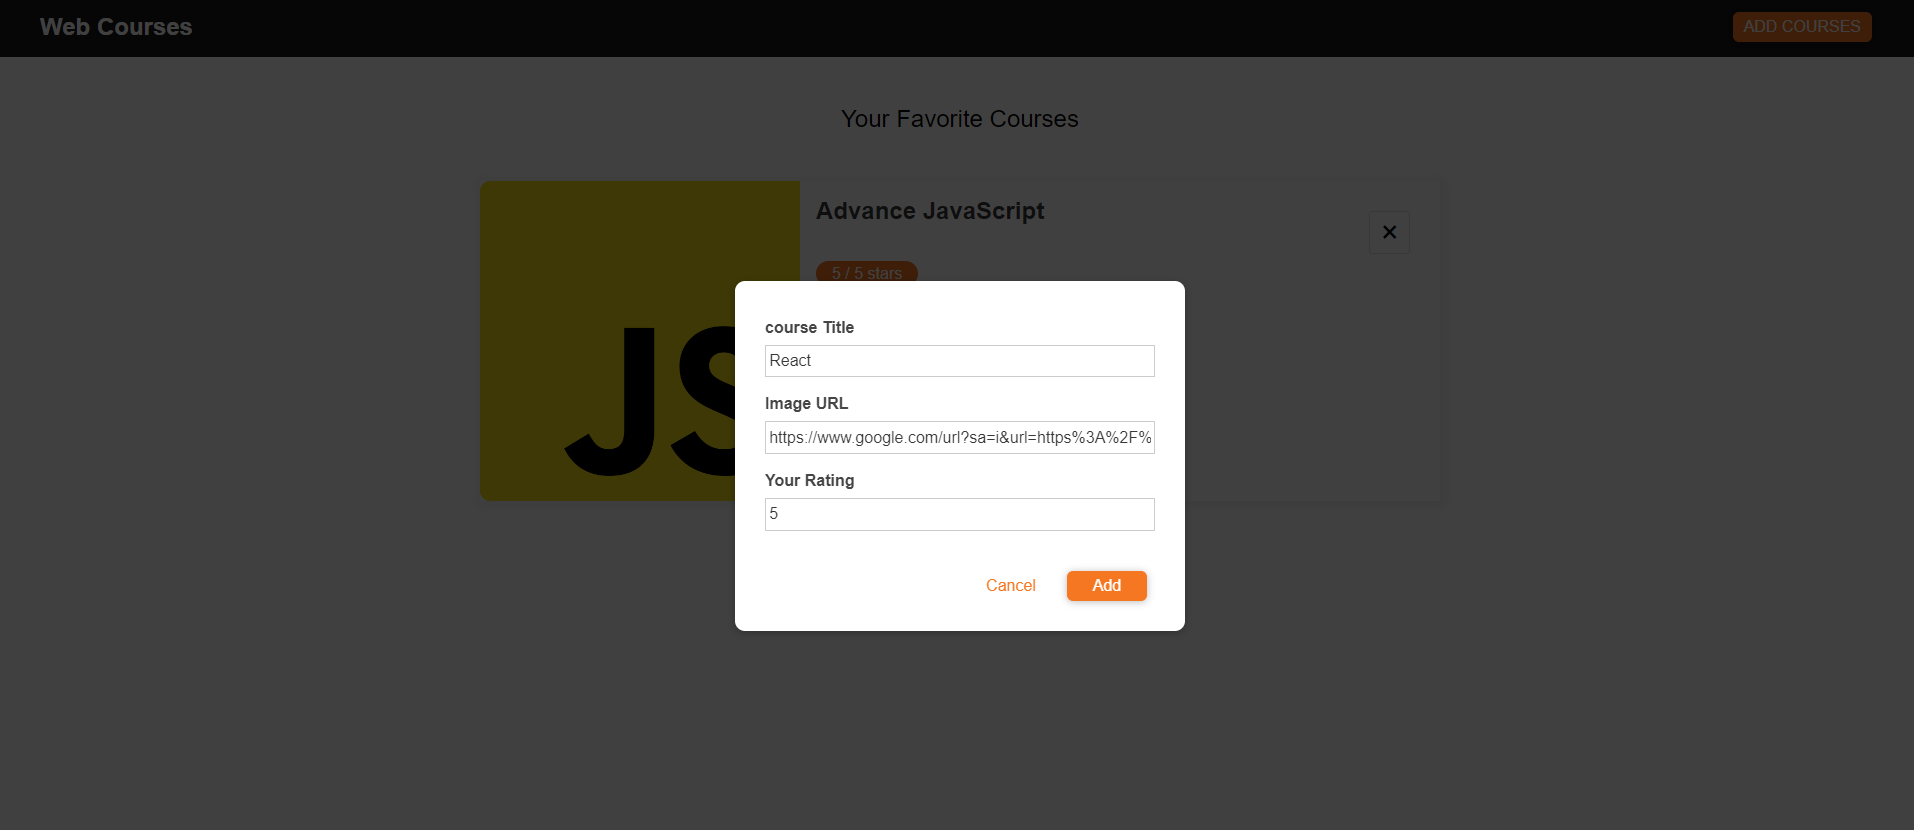 Web Courses
ADD COURSES
Your Favorite Courses
Advance JavaScript
5 / 5 stars
JS
course Title
React
Image URL
https://www.google.com/url?sa=i&url=https%3A%2F%
Your Rating
5
Cancel
Add